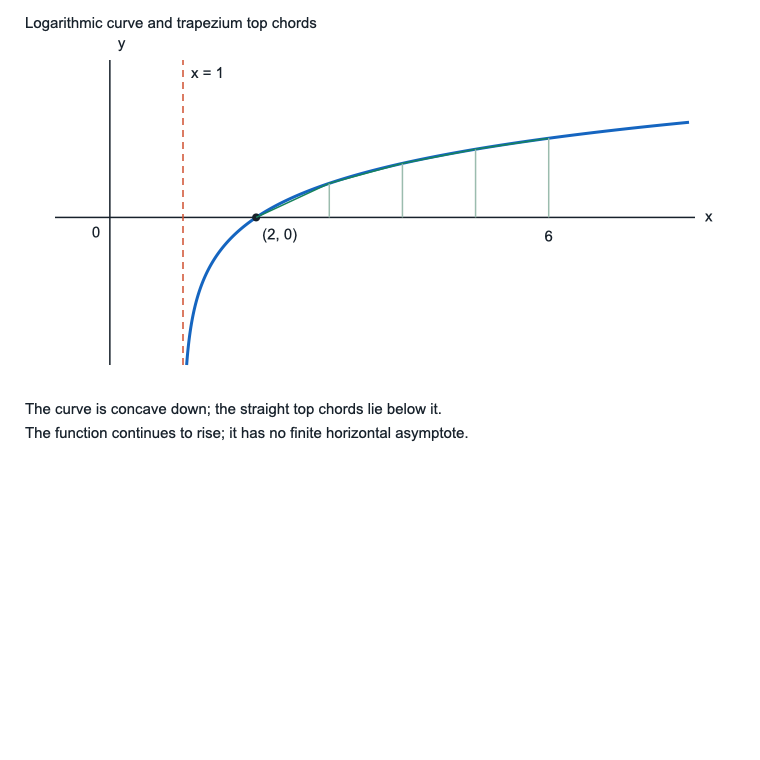 Logarithmic curve and trapezium top chords
y
x = 1
x
0
(2, 0)
6
The curve is concave down; the straight top chords lie below it.
The function continues to rise; it has no finite horizontal asymptote.